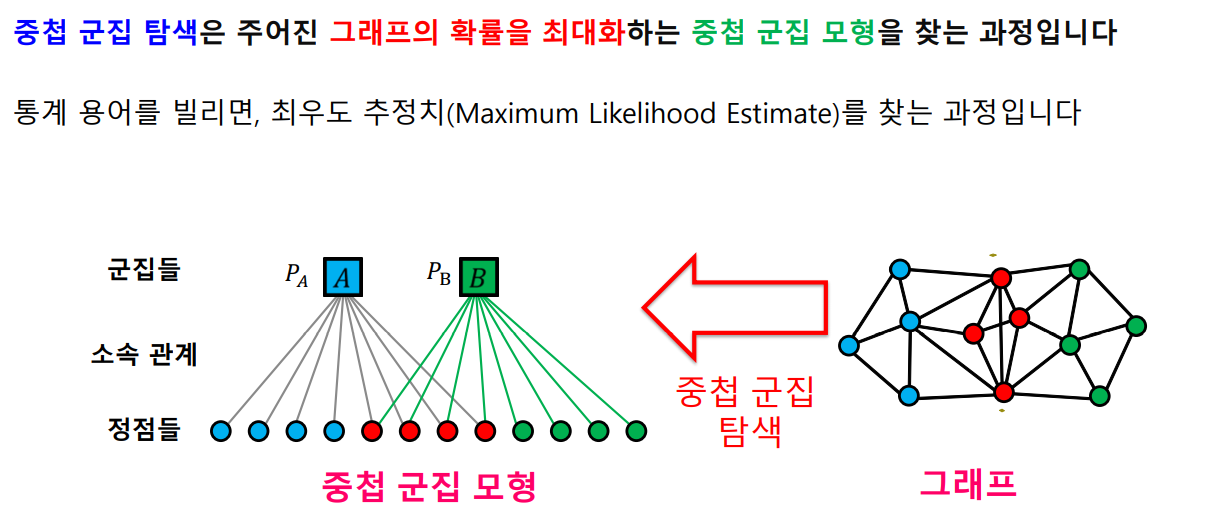 중첩 군집 탐색은 주어진 그래프의 확률을 최대화하는 중첩 군집 모형을 찾는 과정입니다
통계 용어를 빌리면, 최우도 추정치(Maximum Likelihood Estimate)를 찾는 과정입니다
군집들
P_A
A
P_B
B
소속 관계
정점들
중첩 군집 모형
중첩 군집
탐색
그래프